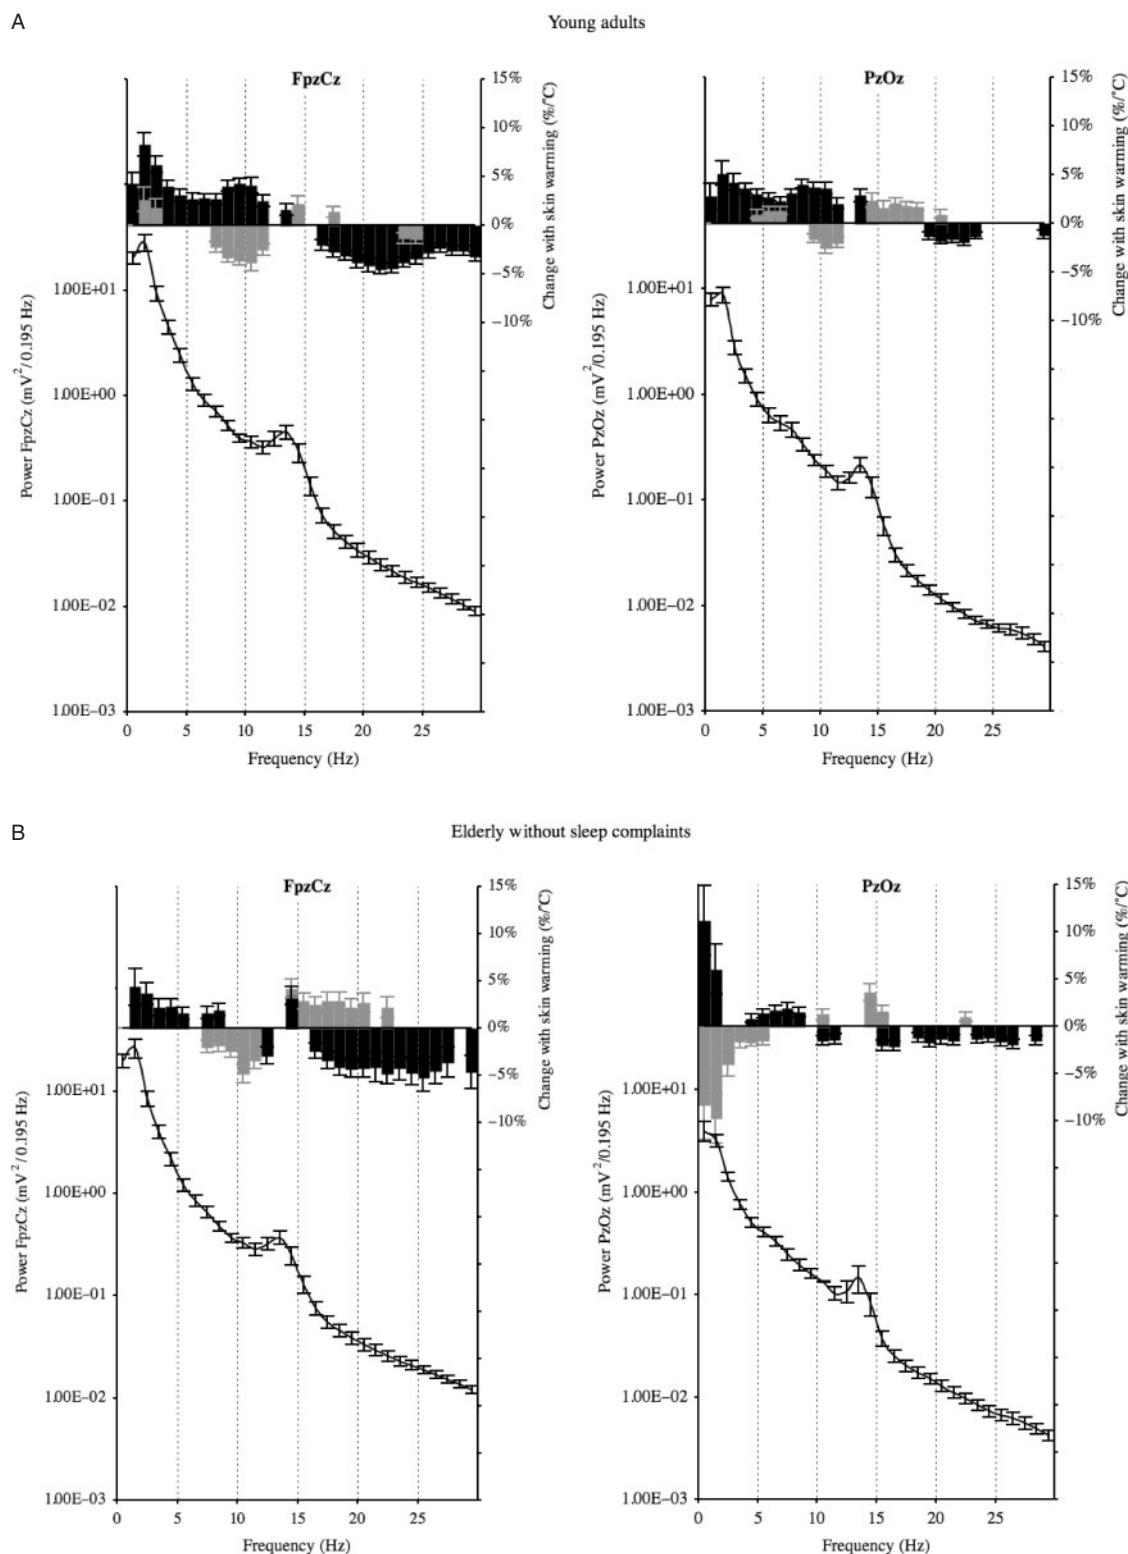 A
Young adults
FpzCz
15%
10%
5%
0%
−5%
−10%
Change with skin warming (%/°C)
Power FpzCz (mV²/0.195 Hz)
1.00E+01
1.00E+00
1.00E−01
1.00E−02
1.00E−03
0 5 10 15 20 25
Frequency (Hz)
PzOz
15%
10%
5%
0%
−5%
−10%
Change with skin warming (%/°C)
Power PzOz (mV²/0.195 Hz)
1.00E+01
1.00E+00
1.00E−01
1.00E−02
1.00E−03
0 5 10 15 20 25
Frequency (Hz)
B
Elderly without sleep complaints
FpzCz
15%
10%
5%
0%
−5%
−10%
Change with skin warming (%/°C)
Power FpzCz (mV²/0.195 Hz)
1.00E+01
1.00E+00
1.00E−01
1.00E−02
1.00E−03
0 5 10 15 20 25
Frequency (Hz)
PzOz
15%
10%
5%
0%
−5%
−10%
Change with skin warming (%/°C)
Power PzOz (mV²/0.195 Hz)
1.00E+01
1.00E+00
1.00E−01
1.00E−02
1.00E−03
0 5 10 15 20 25
Frequency (Hz)